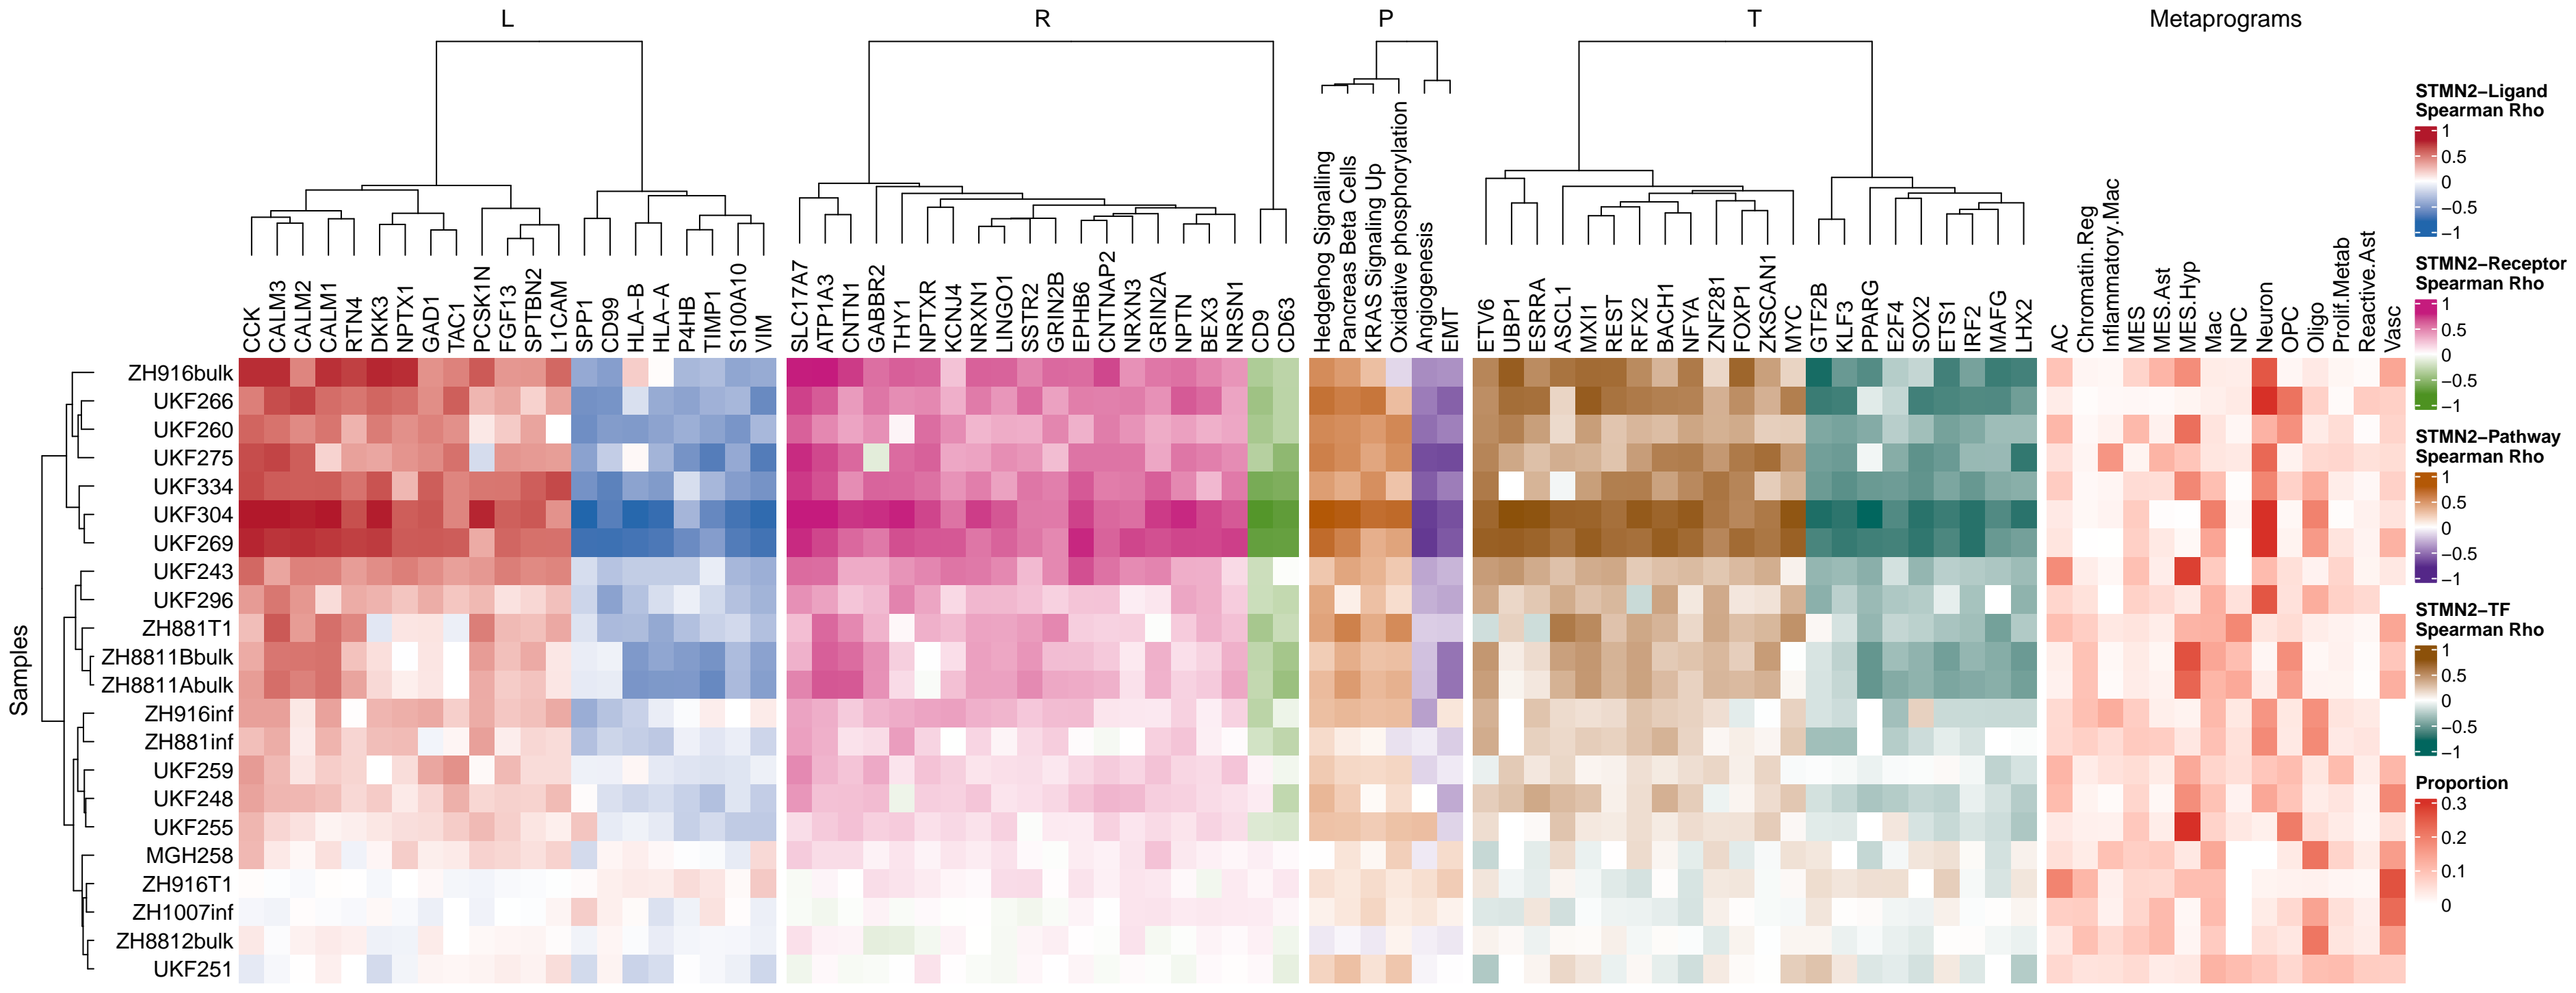 L
R
P
T
Metaprograms
CCK
CALM3
CALM2
CALM1
RTN4
DKK3
NPTX1
GAD1
TAC1
PCSK1N
FGF13
SPTBN2
L1CAM
SPP1
CD99
HLA−B
HLA−A
P4HB
TIMP1
S100A10
VIM
SLC17A7
ATP1A3
CNTN1
GABBR2
THY1
NPTXR
KCNJ4
NRXN1
LINGO1
SSTR2
GRIN2B
EPHB6
CNTNAP2
NRXN3
GRIN2A
NPTN
BEX3
NRSN1
CD9
CD63
Hedgehog Signalling
Pancreas Beta Cells
KRAS Signaling Up
Oxidative phosphorylation
Angiogenesis
EMT
ETV6
UBP1
ESRRA
ASCL1
MXI1
REST
RFX2
BACH1
NFYA
ZNF281
FOXP1
ZKSCAN1
MYC
GTF2B
KLF3
PPARG
E2F4
SOX2
ETS1
IRF2
MAFG
LHX2
AC
Chromatin.Reg
Inflammatory.Mac
MES
MES.Ast
MES.Hyp
Mac
NPC
Neuron
OPC
Oligo
Prolif.Metab
Reactive.Ast
Vasc
Samples
ZH916bulk
UKF266
UKF260
UKF275
UKF334
UKF304
UKF269
UKF243
UKF296
ZH881T1
ZH8811Bbulk
ZH8811Abulk
ZH916inf
ZH881inf
UKF259
UKF248
UKF255
MGH258
ZH916T1
ZH1007inf
ZH8812bulk
UKF251
STMN2−Ligand
Spearman Rho
1
0.5
0
−0.5
−1
STMN2−Receptor
Spearman Rho
1
0.5
0
−0.5
−1
STMN2−Pathway
Spearman Rho
1
0.5
0
−0.5
−1
STMN2−TF
Spearman Rho
1
0.5
0
−0.5
−1
Proportion
0.3
0.2
0.1
0